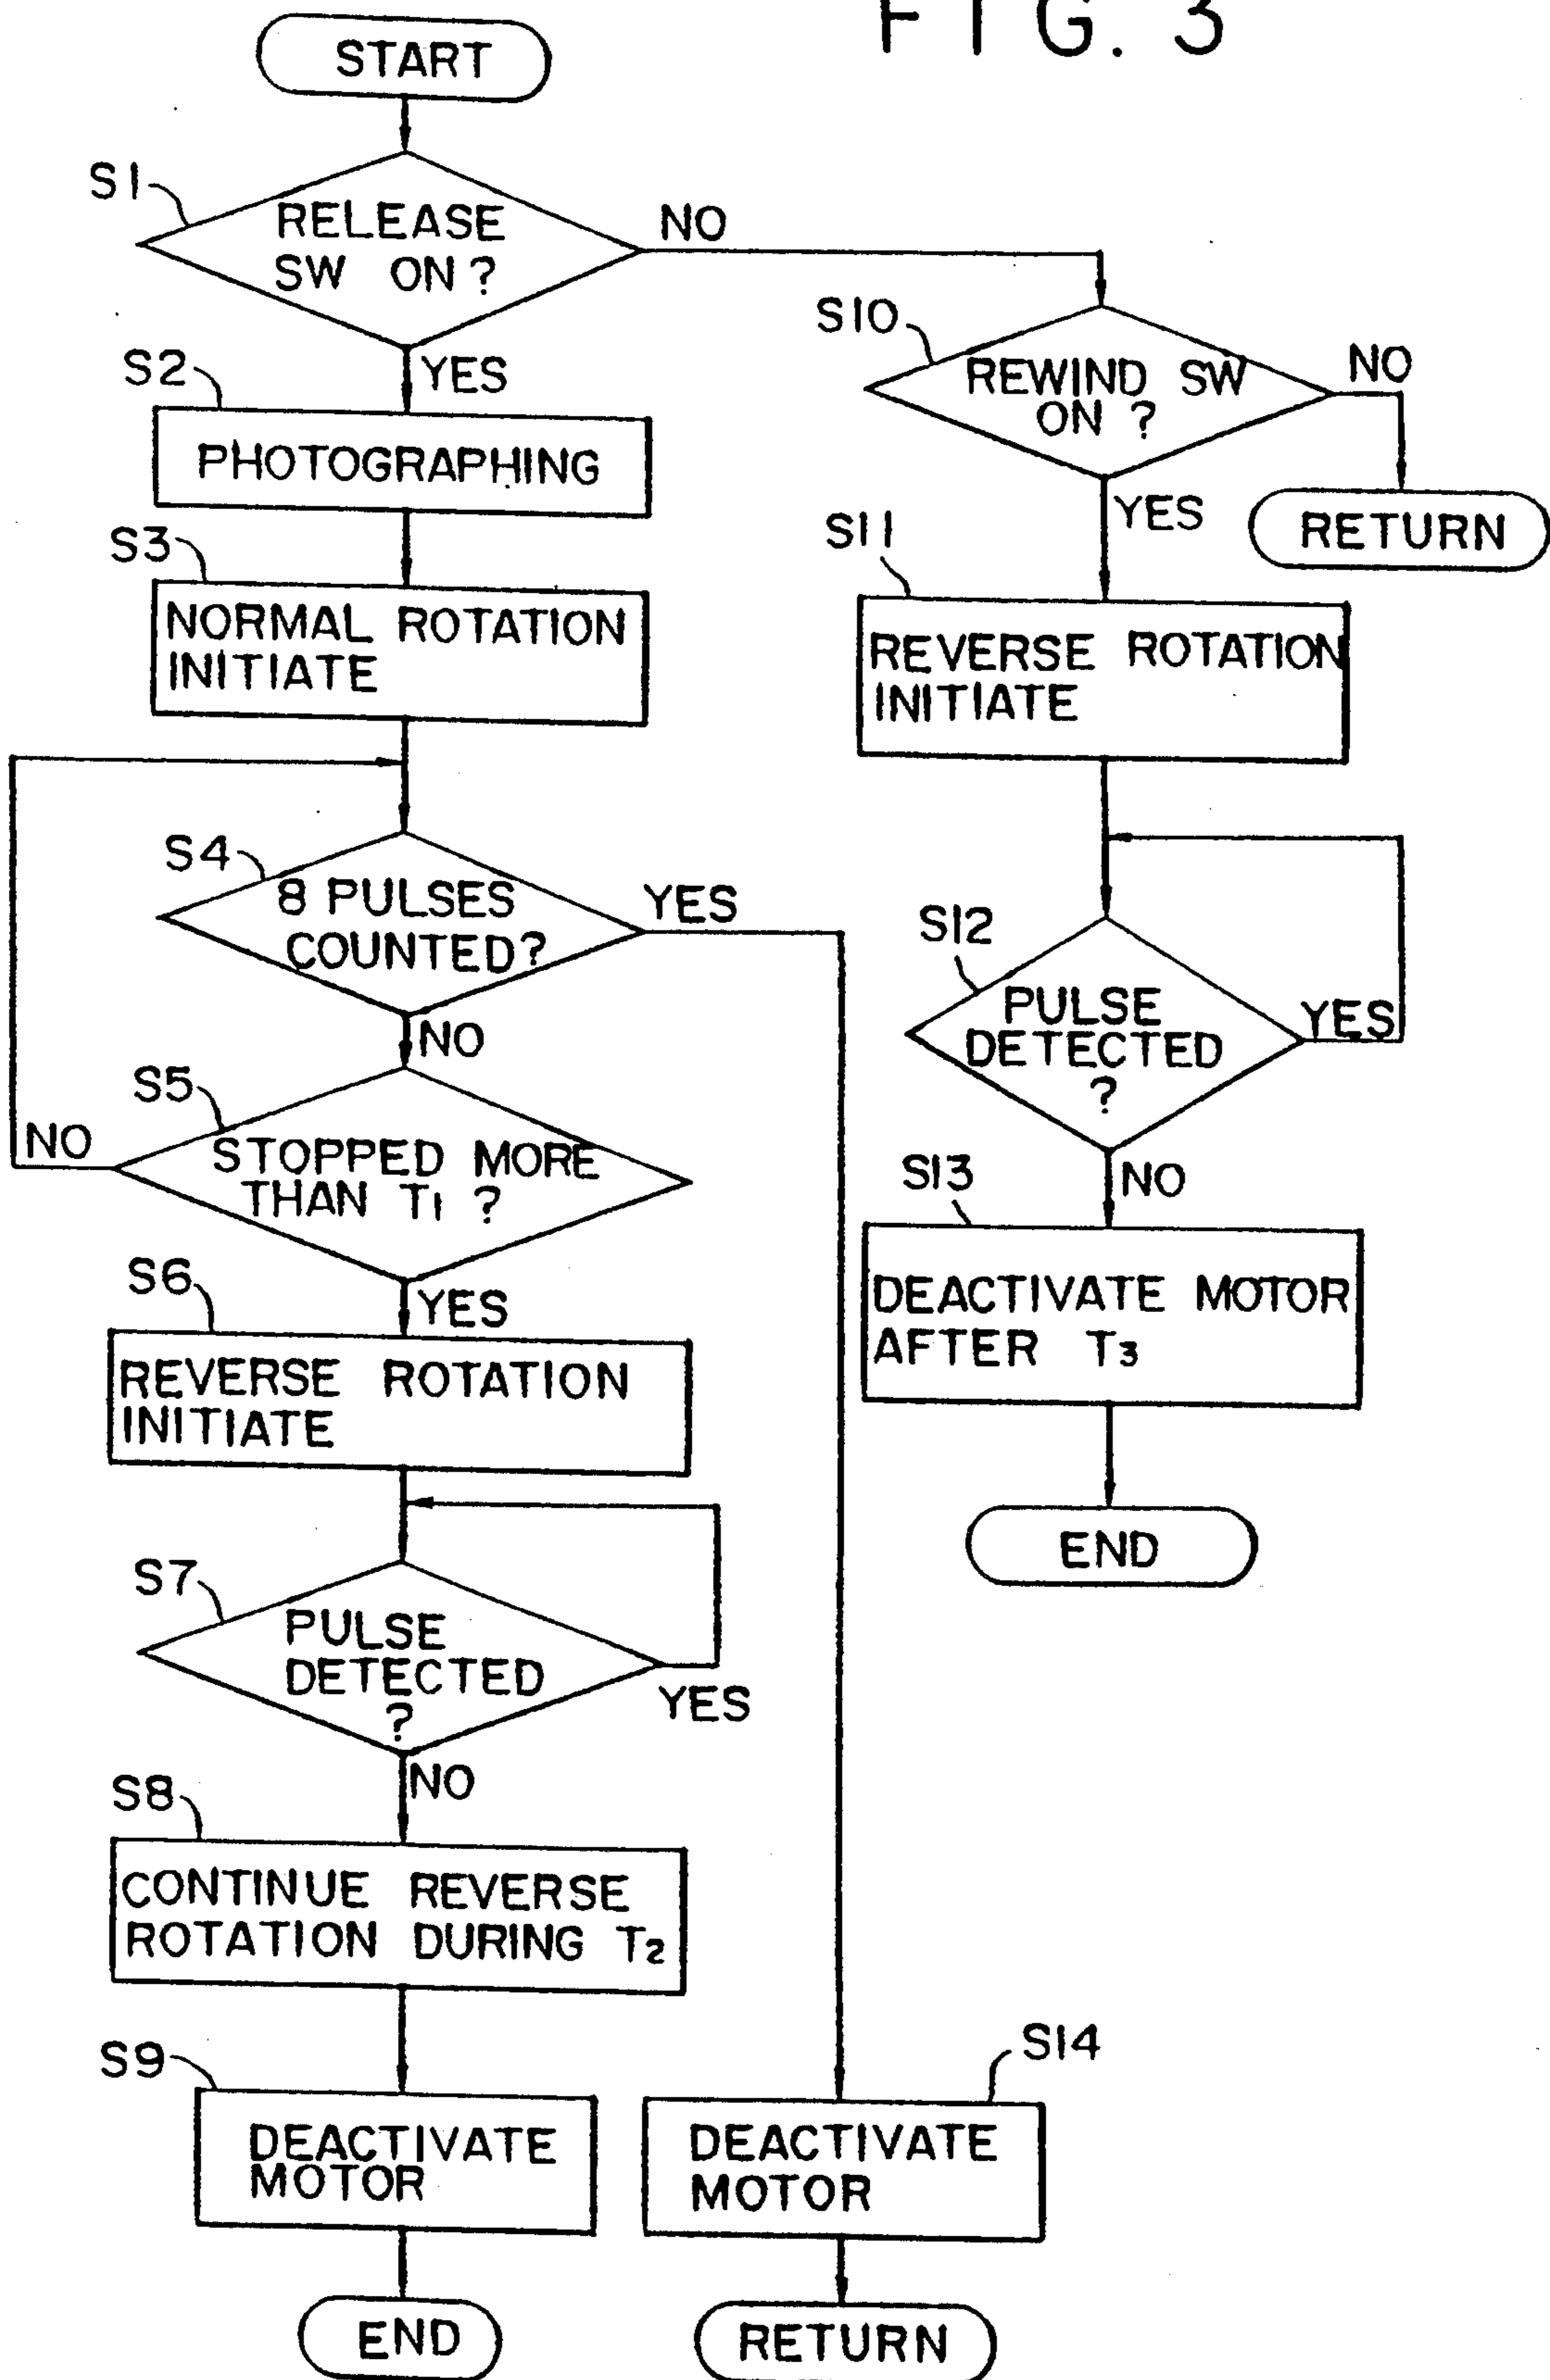 FIG. 3
START
S1
RELEASE
SW ON?
NO
YES
S2
PHOTOGRAPHING
S3
NORMAL ROTATION
INITIATE
S4
8 PULSES
COUNTED?
YES
NO
S5
STOPPED MORE
THAN T1 ?
NO
YES
S6
REVERSE ROTATION
INITIATE
S7
PULSE
DETECTED
?
YES
NO
S8
CONTINUE REVERSE
ROTATION DURING T2
S9
DEACTIVATE
MOTOR
END
S10
REWIND SW
ON ?
NO
RETURN
YES
S11
REVERSE ROTATION
INITIATE
S12
PULSE
DETECTED
?
YES
NO
S13
DEACTIVATE MOTOR
AFTER T3
END
S14
DEACTIVATE
MOTOR
RETURN